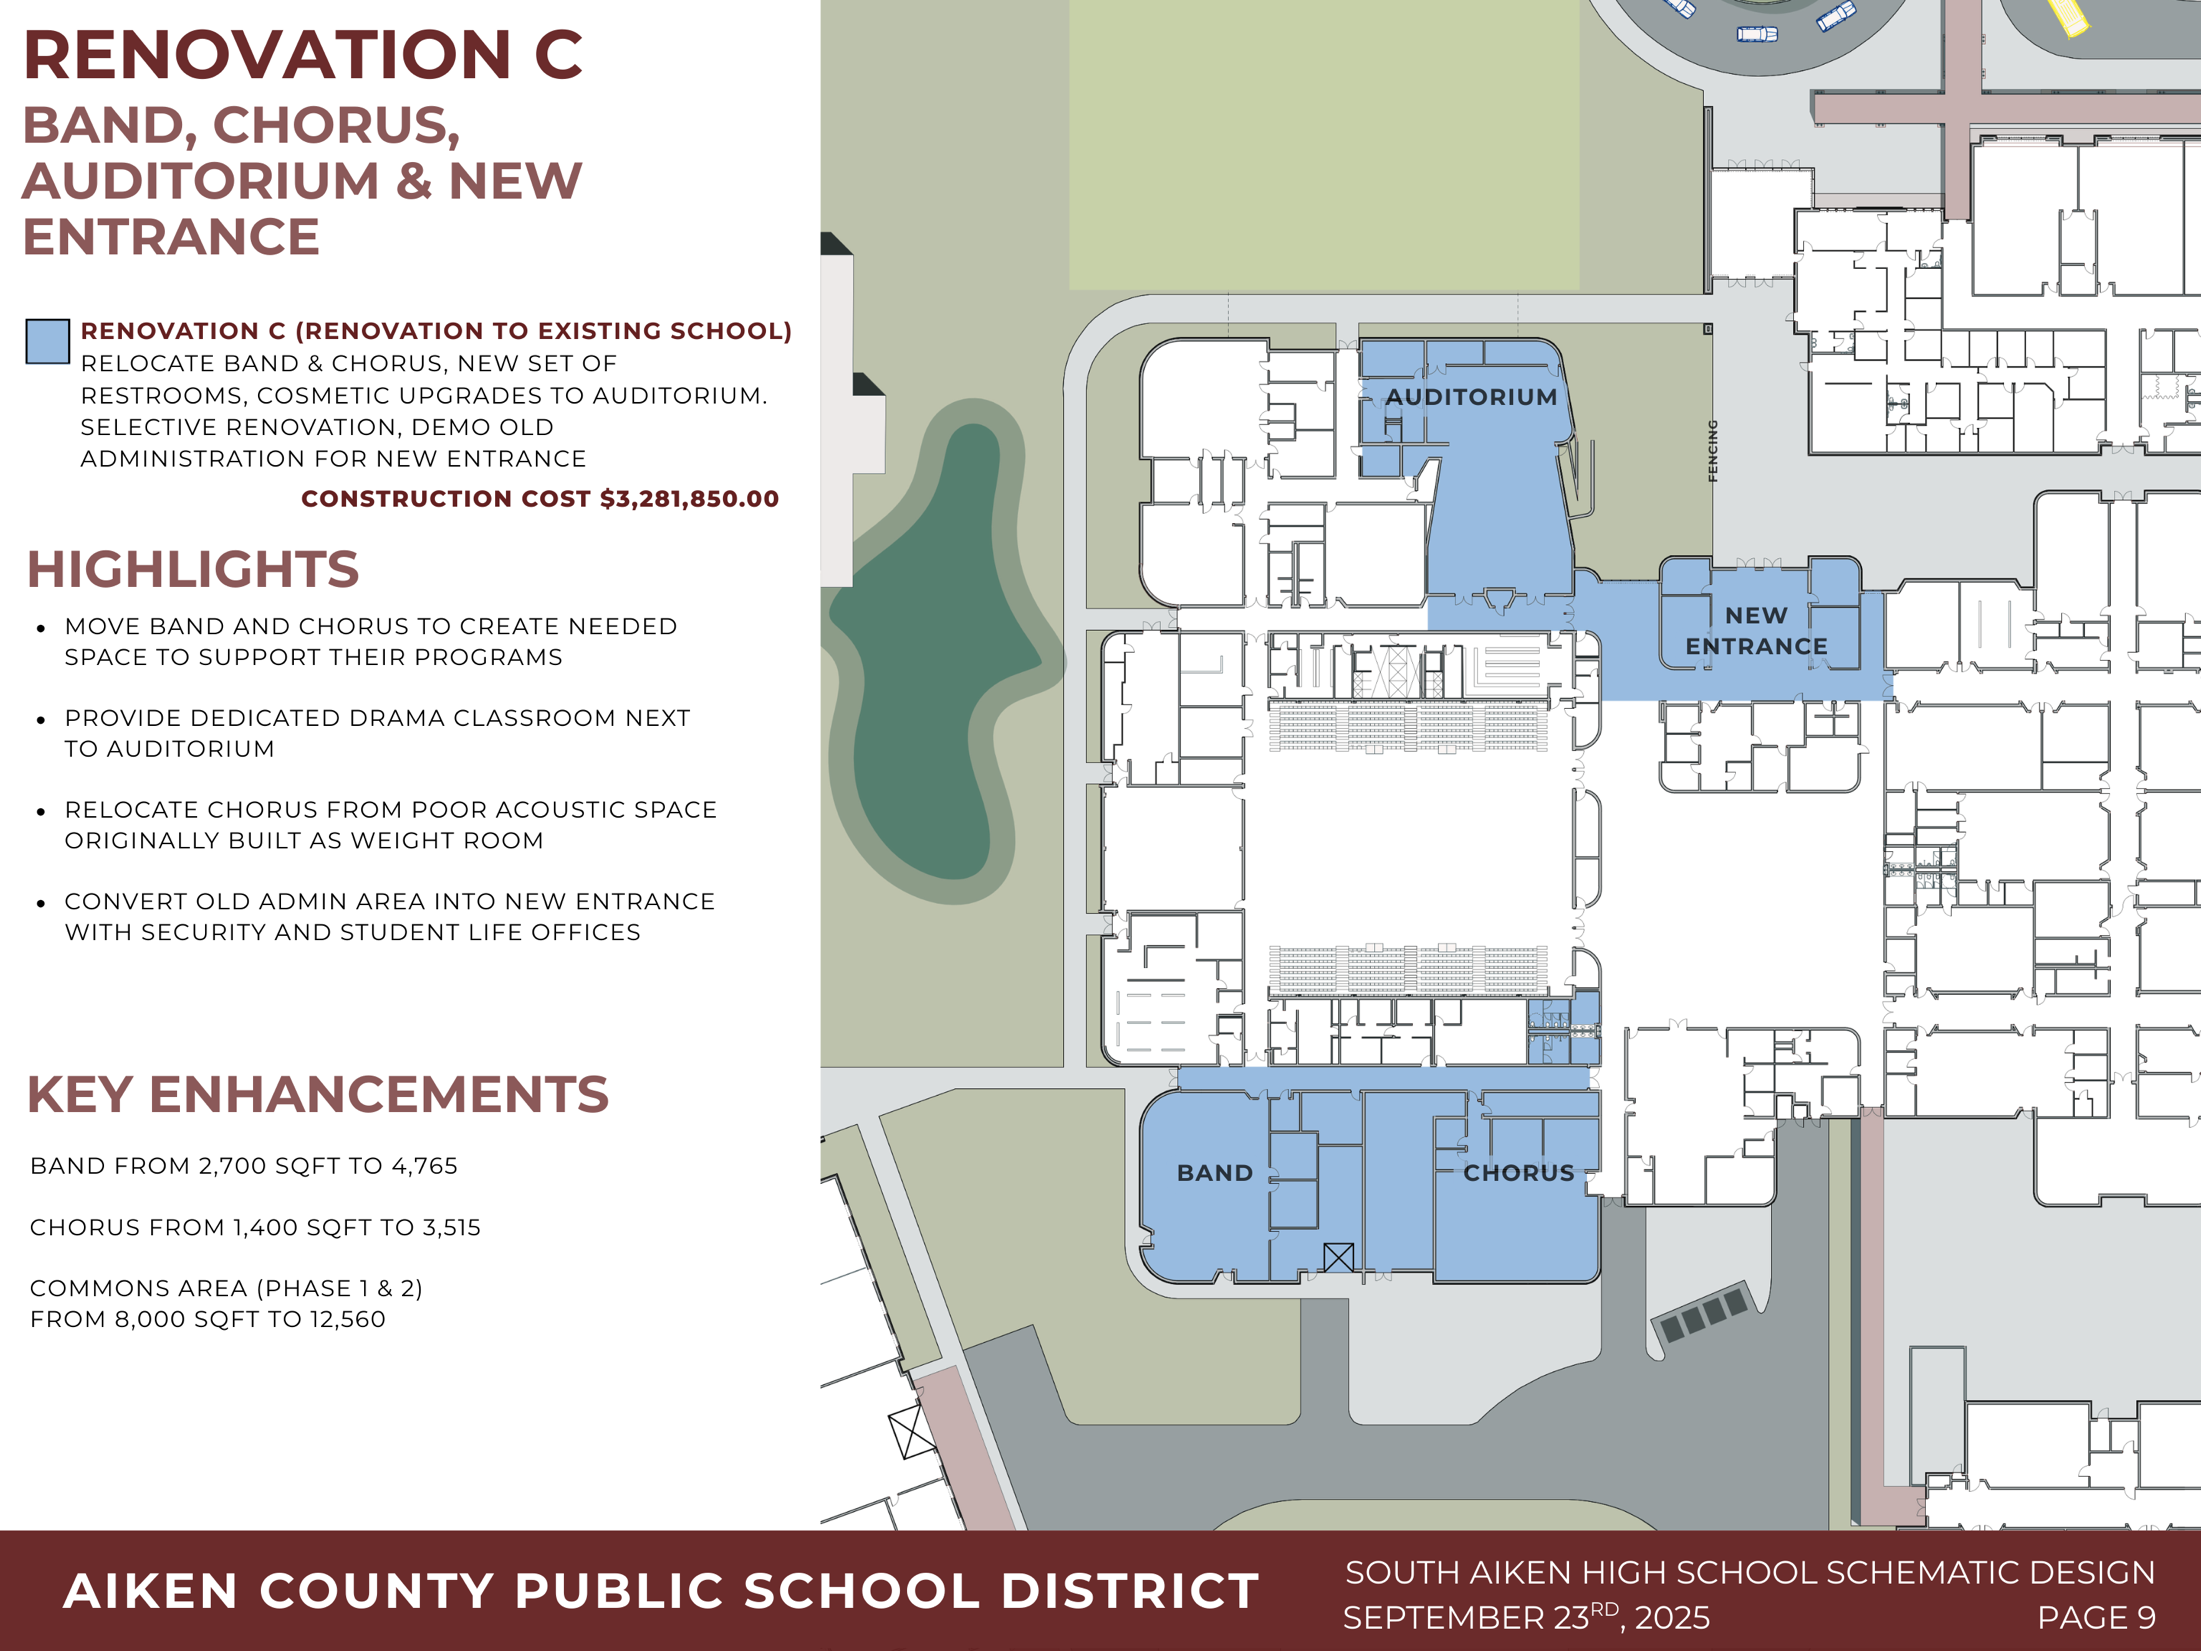 RENOVATION C
BAND, CHORUS,
AUDITORIUM & NEW
ENTRANCE
RENOVATION C (RENOVATION TO EXISTING SCHOOL)
RELOCATE BAND & CHORUS, NEW SET OF
RESTROOMS, COSMETIC UPGRADES TO AUDITORIUM.
SELECTIVE RENOVATION, DEMO OLD
ADMINISTRATION FOR NEW ENTRANCE
CONSTRUCTION COST $3,281,850.00
HIGHLIGHTS
• MOVE BAND AND CHORUS TO CREATE NEEDED
SPACE TO SUPPORT THEIR PROGRAMS
• PROVIDE DEDICATED DRAMA CLASSROOM NEXT
TO AUDITORIUM
• RELOCATE CHORUS FROM POOR ACOUSTIC SPACE
ORIGINALLY BUILT AS WEIGHT ROOM
• CONVERT OLD ADMIN AREA INTO NEW ENTRANCE
WITH SECURITY AND STUDENT LIFE OFFICES
KEY ENHANCEMENTS
BAND FROM 2,700 SQFT TO 4,765
CHORUS FROM 1,400 SQFT TO 3,515
COMMONS AREA (PHASE 1 & 2)
FROM 8,000 SQFT TO 12,560
AUDITORIUM
FENCING
NEW
ENTRANCE
BAND
CHORUS
AIKEN COUNTY PUBLIC SCHOOL DISTRICT
SOUTH AIKEN HIGH SCHOOL SCHEMATIC DESIGN
SEPTEMBER 23RD, 2025
PAGE 9